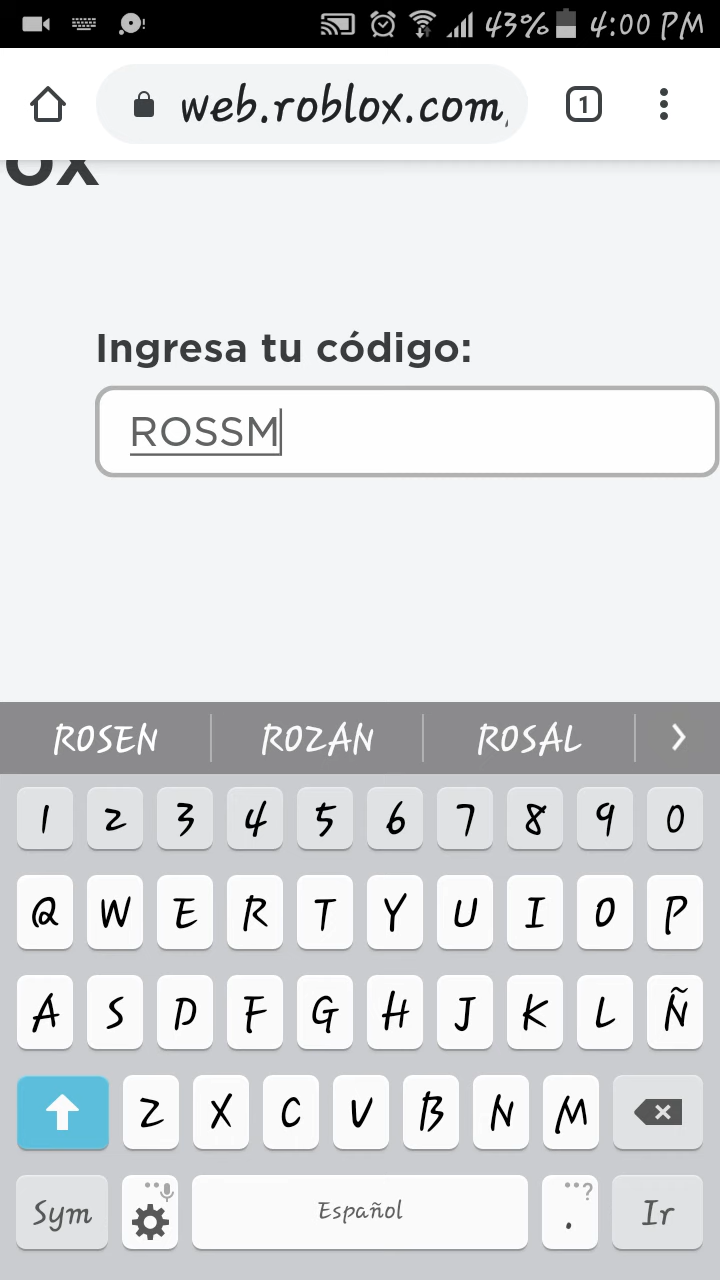 43% 4:00 PM
web.roblox.com,
1
ox
Ingresa tu código:
ROSSM
ROSEN ROZAN ROSAL
1 2 3 4 5 6 7 8 9 0
Q W E R T Y U I O P
A S D F G H J K L Ñ
Z X C V B N M
Sym Español . ? Ir